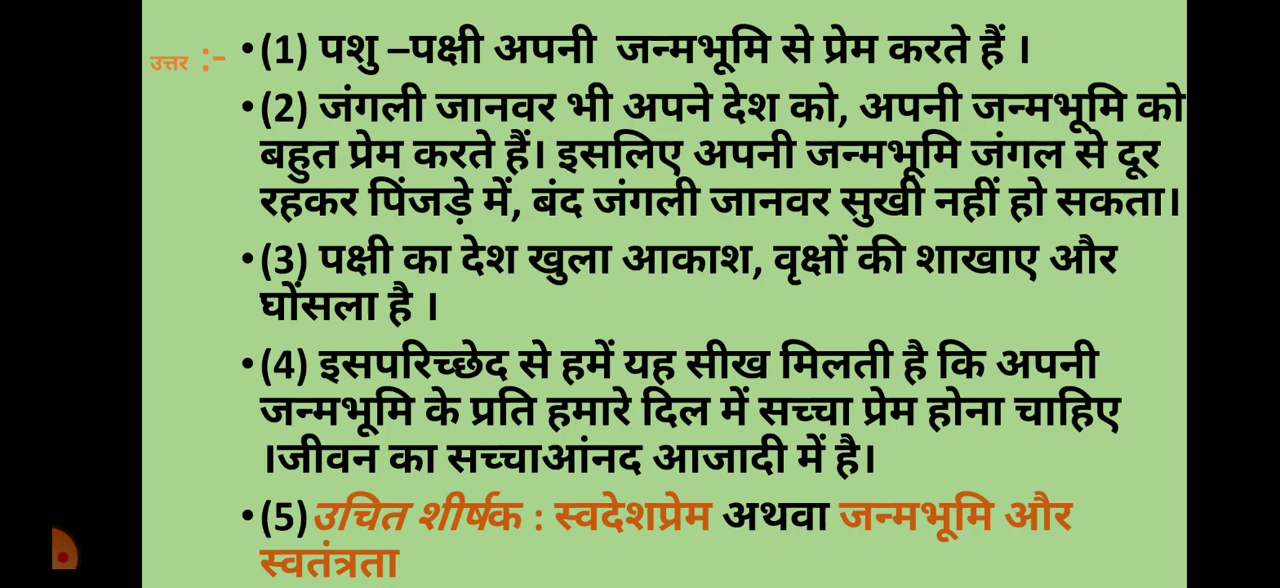 उत्तर :- • (1) पशु –पक्षी अपनी जन्मभूमि से प्रेम करते हैं ।
• (2) जंगली जानवर भी अपने देश को, अपनी जन्मभूमि को
बहुत प्रेम करते हैं। इसलिए अपनी जन्मभूमि जंगल से दूर
रहकर पिंजड़े में, बंद जंगली जानवर सुखी नहीं हो सकता।
• (3) पक्षी का देश खुला आकाश, वृक्षों की शाखाए और
घोंसला है ।
• (4) इसपरिच्छेद से हमें यह सीख मिलती है कि अपनी
जन्मभूमि के प्रति हमारे दिल में सच्चा प्रेम होना चाहिए
।जीवन का सच्चाआंनद आजादी में है।
• (5) उचित शीर्षक : स्वदेशप्रेम अथवा जन्मभूमि और
स्वतंत्रता